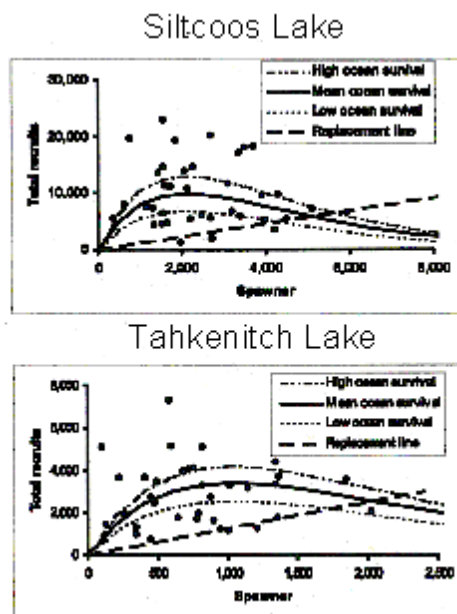 Siltcoos Lake
30,000
20,000
10,000
0
Total recruits
High ocean survival
Mean ocean survival
Low ocean survival
Replacement line
0
2,000
4,000
6,000
8,000
Spawner
Tahkenitch Lake
8,000
6,000
4,000
2,000
0
Total recruits
High ocean survival
Mean ocean survival
Low ocean survival
Replacement line
0
500
1,000
1,500
2,000
2,500
Spawner